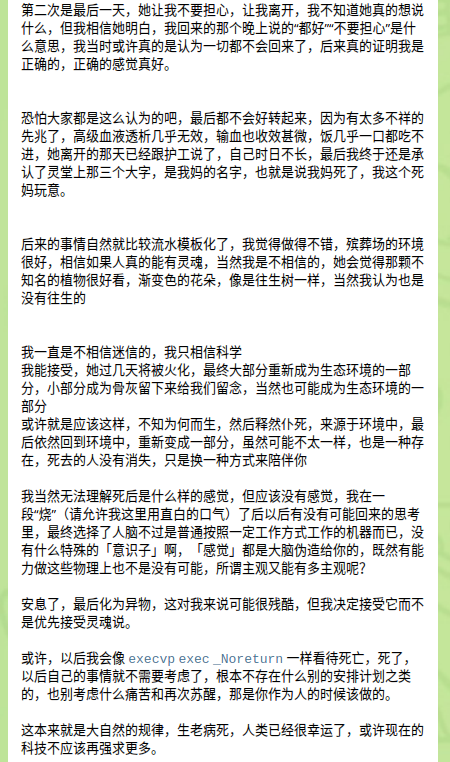 第二次是最后一天，她让我不要担心，让我离开，我不知道她真的想说
什么，但我相信她明白，我回来的那个晚上说的“都好”“不要担心”是什
么意思，我当时或许真的是认为一切都不会回来了，后来真的证明我是
正确的，正确的感觉真好。
恐怕大家都是这么认为的吧，最后都不会好转起来，因为有太多不祥的
先兆了，高级血液透析几乎无效，输血也收效甚微，饭几乎一口都吃不
进，她离开的那天已经跟护工说了，自己时日不长，最后我终于还是承
认了灵堂上那三个大字，是我妈的名字，也就是说我妈死了，我这个死
妈玩意。
后来的事情自然就比较流水模板化了，我觉得做得不错，殡葬场的环境
很好，相信如果人真的能有灵魂，当然我是不相信的，她会觉得那颗不
知名的植物很好看，渐变色的花朵，像是往生树一样，当然我认为也是
没有往生的
我一直是不相信迷信的，我只相信科学
我能接受，她过几天将被火化，最终大部分重新成为生态环境的一部
分，小部分成为骨灰留下来给我们留念，当然也可能成为生态环境的一
部分
或许就是应该这样，不知为何而生，然后释然仆死，来源于环境中，最
后依然回到环境中，重新变成一部分，虽然可能不太一样，也是一种存
在，死去的人没有消失，只是换一种方式来陪伴你
我当然无法理解死后是什么样的感觉，但应该没有感觉，我在一
段“烧”（请允许我这里用直白的口气）了后以后有没有可能回来的思考
里，最终选择了人脑不过是普通按照一定工作方式工作的机器而已，没
有什么特殊的「意识子」啊，「感觉」都是大脑伪造给你的，既然有能
力做这些物理上也不是没有可能，所谓主观又能有多主观呢？
安息了，最后化为异物，这对我来说可能很残酷，但我决定接受它而不
是优先接受灵魂说。
或许，以后我会像 execvp exec _Noreturn 一样看待死亡，死了，
以后自己的事情就不需要考虑了，根本不存在什么别的安排计划之类
的，也别考虑什么痛苦和再次苏醒，那是你作为人的时候该做的。
这本来就是大自然的规律，生老病死，人类已经很幸运了，或许现在的
科技不应该再强求更多。